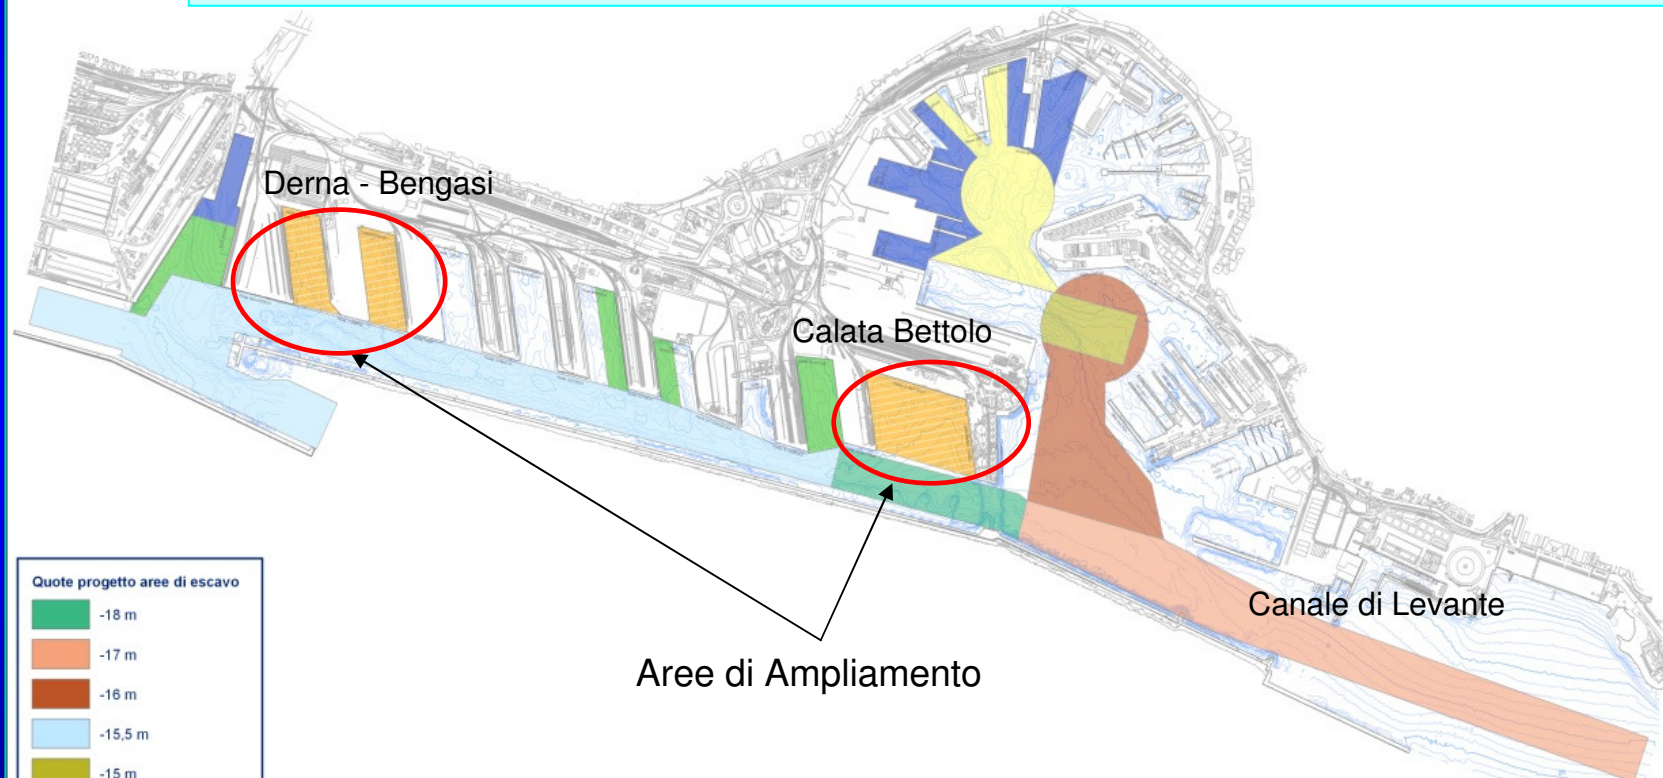 Derna - Bengasi
Calata Bettolo
Canale di Levante
Aree di Ampliamento
Quote progetto aree di escavo
-18 m
-17 m
-16 m
-15,5 m
-15 m